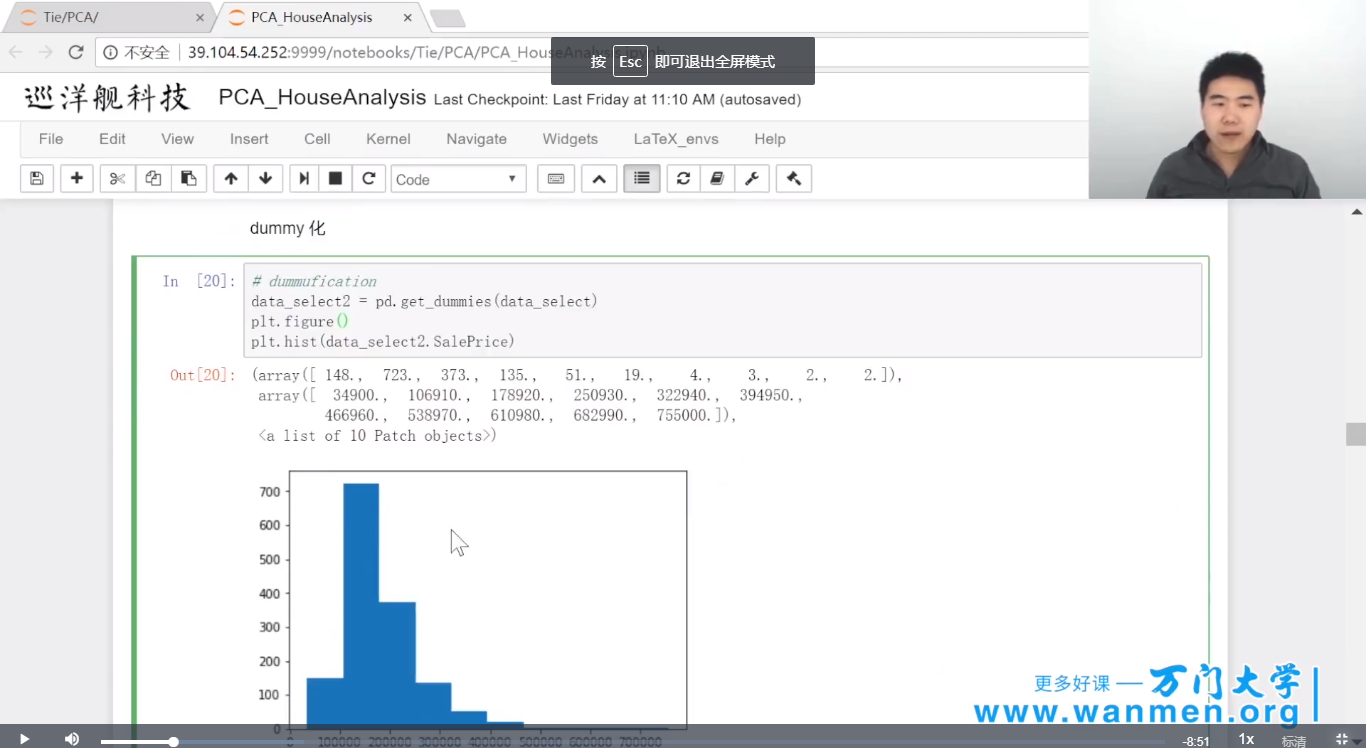 Tie/PCA/ × PCA_HouseAnalysis ×
不安全 39.104.54.252:9999/notebooks/Tie/PCA/PCA_HouseAnalysis.ipynb
按 Esc 即可退出全屏模式
巡洋舰科技 PCA_HouseAnalysis Last Checkpoint: Last Friday at 11:10 AM (autosaved)
File Edit View Insert Cell Kernel Navigate Widgets LaTeX_envs Help
Code
dummy 化
In [20]: # dummufication
data_select2 = pd.get_dummies(data_select)
plt.figure()
plt.hist(data_select2.SalePrice)
Out[20]: (array([ 148., 723., 373., 135., 51., 19., 4., 3., 2., 2.]),
array([ 34900., 106910., 178920., 250930., 322940., 394950.,
466960., 538970., 610980., 682990., 755000.]),
<a list of 10 Patch objects>)
700
600
500
400
300
200
100
0
0 100000 200000 300000 400000 500000 600000 700000
更多好课 — 万门大学
www.wanmen.org
-8:51 1x 标清